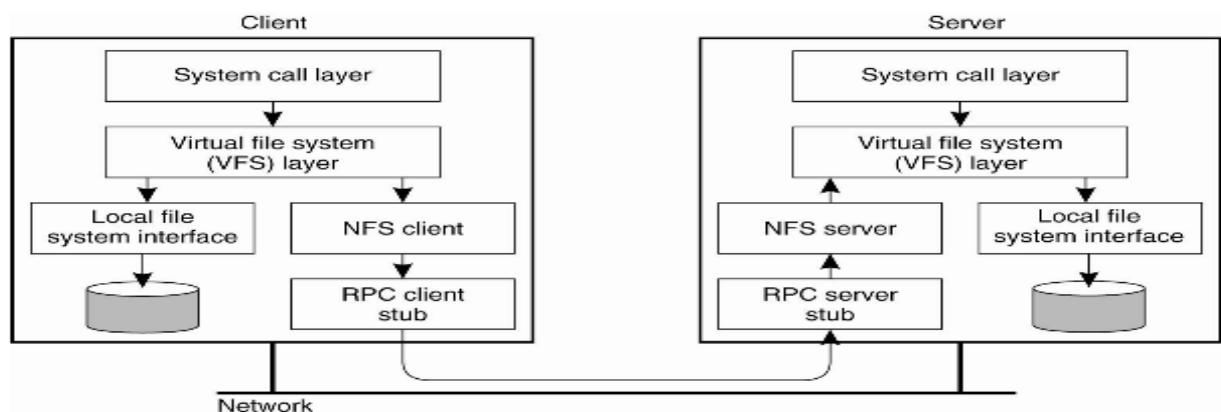 Client
System call layer
Virtual file system
(VFS) layer
Local file
system interface
NFS client
RPC client
stub
Server
System call layer
Virtual file system
(VFS) layer
NFS server
Local file
system interface
RPC server
stub
Network